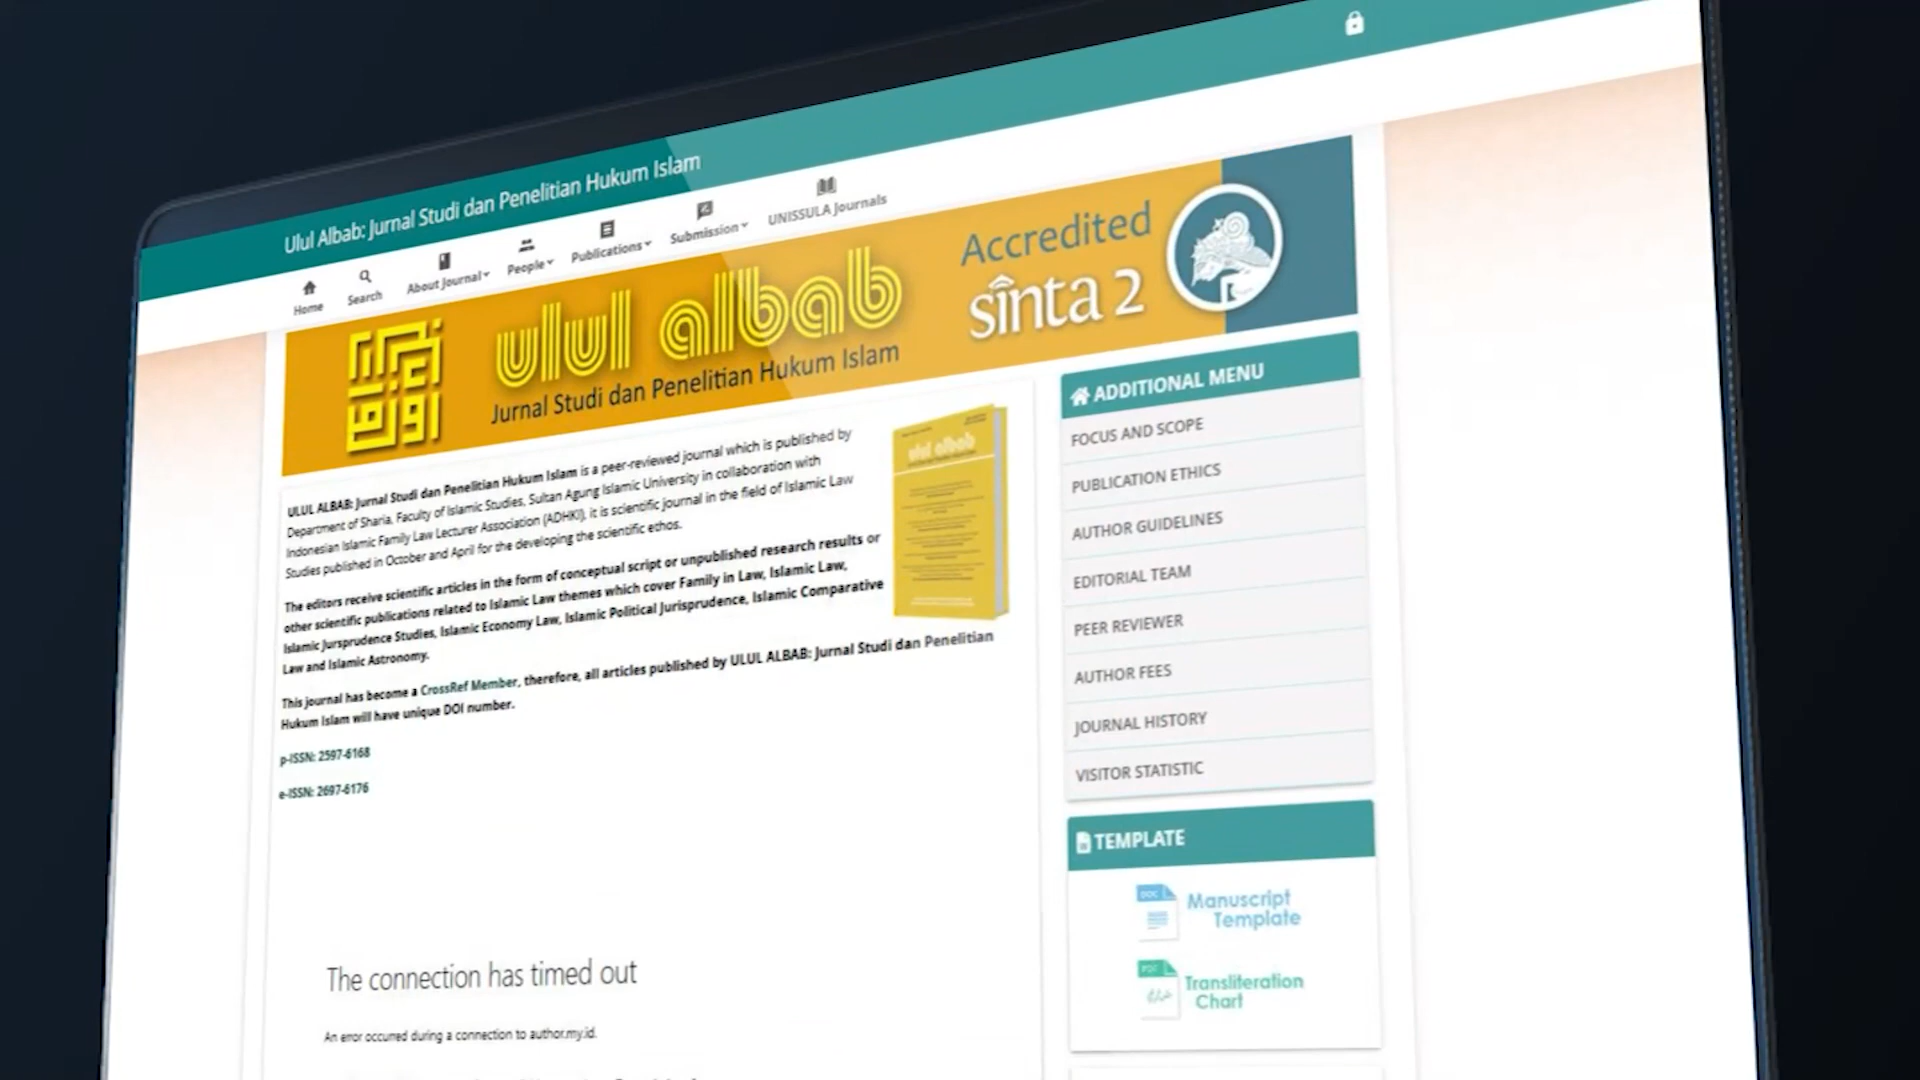 Ulul Albab: Jurnal Studi dan Penelitian Hukum Islam
Home
Search
About Journal
People
Publications
Submission
UNISSULA Journals
ulul albab
Jurnal Studi dan Penelitian Hukum Islam
Accredited
sinta 2
ULUL ALBAB: Jurnal Studi dan Penelitian Hukum Islam is a peer-reviewed journal which is published by
Department of Sharia, Faculty of Islamic Studies, Sultan Agung Islamic University in collaboration with
Indonesian Islamic Family Law Lecturer Association (ADHKI), it is scientific journal in the field of Islamic Law
Studies published in October and April for the developing the scientific ethos.
The editors receive scientific articles in the form of conceptual script or unpublished research results or
other scientific publications related to Islamic Law themes which cover Family in Law, Islamic Law,
Islamic Jursprudence Studies, Islamic Economy Law, Islamic Political Jurisprudence, Islamic Comparative
Law and Islamic Astronomy.
This journal has become a CrossRef Member, therefore, all articles published by ULUL ALBAB: Jurnal Studi dan Penelitian
Hukum Islam will have unique DOI number.
p-ISSN: 2597-6168
e-ISSN: 2697-6176
The connection has timed out
An error occurred during a connection to author.my.id.
ulul albab
ADDITIONAL MENU
FOCUS AND SCOPE
PUBLICATION ETHICS
AUTHOR GUIDELINES
EDITORIAL TEAM
PEER REVIEWER
AUTHOR FEES
JOURNAL HISTORY
VISITOR STATISTIC
TEMPLATE
DOC
Manuscript
Template
Transliteration
Chart